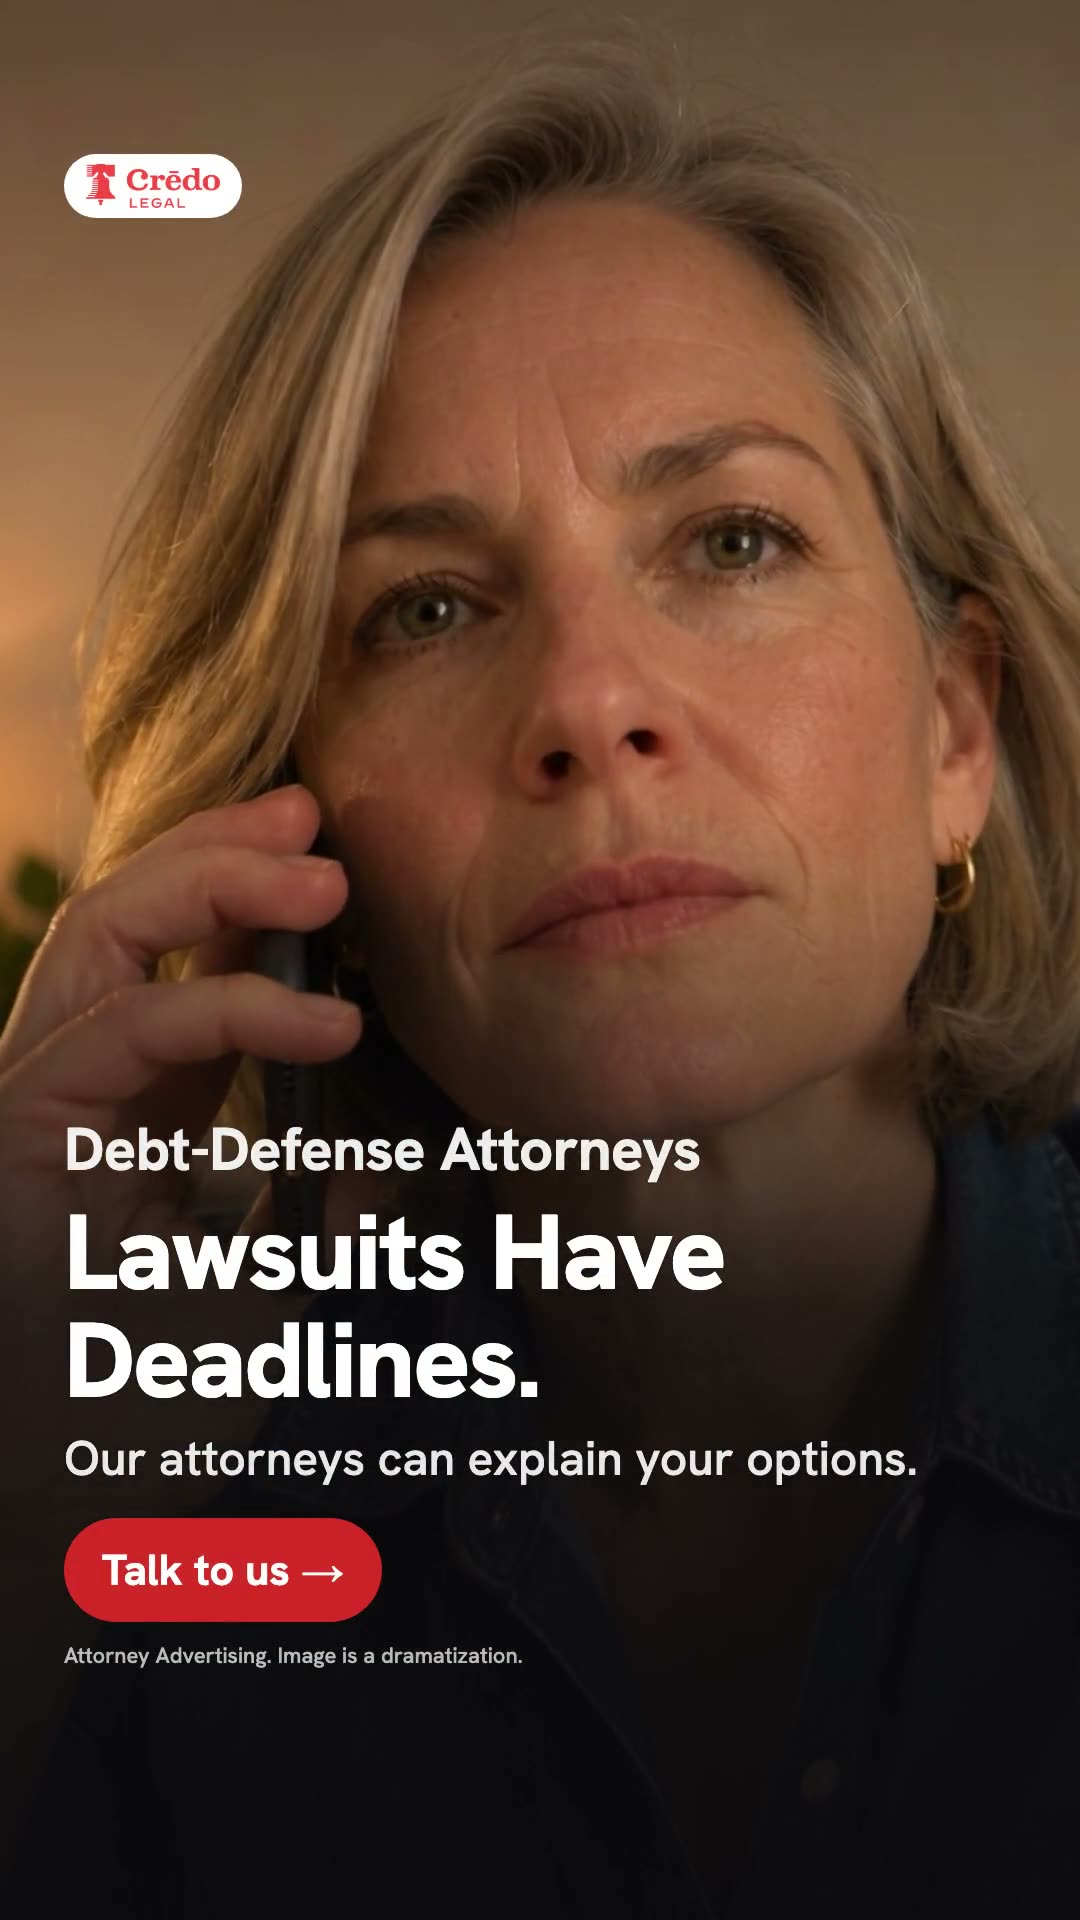 Crēdo
LEGAL
Debt-Defense Attorneys
Lawsuits Have
Deadlines.
Our attorneys can explain your options.
Talk to us →
Attorney Advertising. Image is a dramatization.